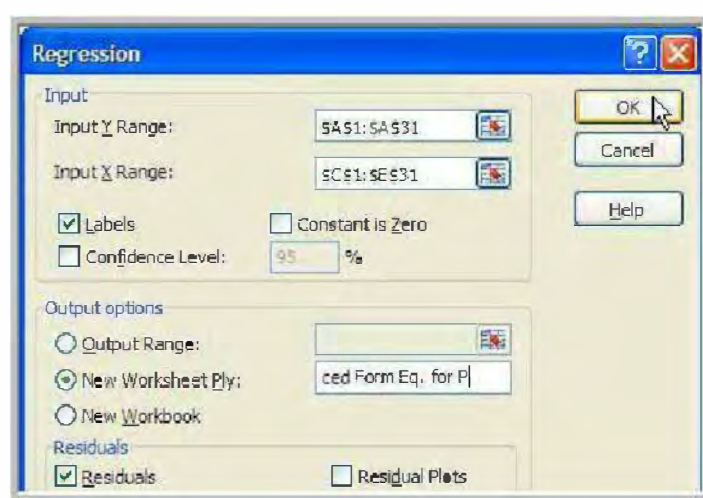 Regression
Input
Input Y Range: $A$1:$A$31
OK
Input X Range: $C$1:$E$31
Cancel
Labels Constant is Zero
Help
Confidence Level: 95 %
Output options
Output Range:
New Worksheet Ply: ced Form Eq. for P
New Workbook
Residuals
Residuals Residual Plots